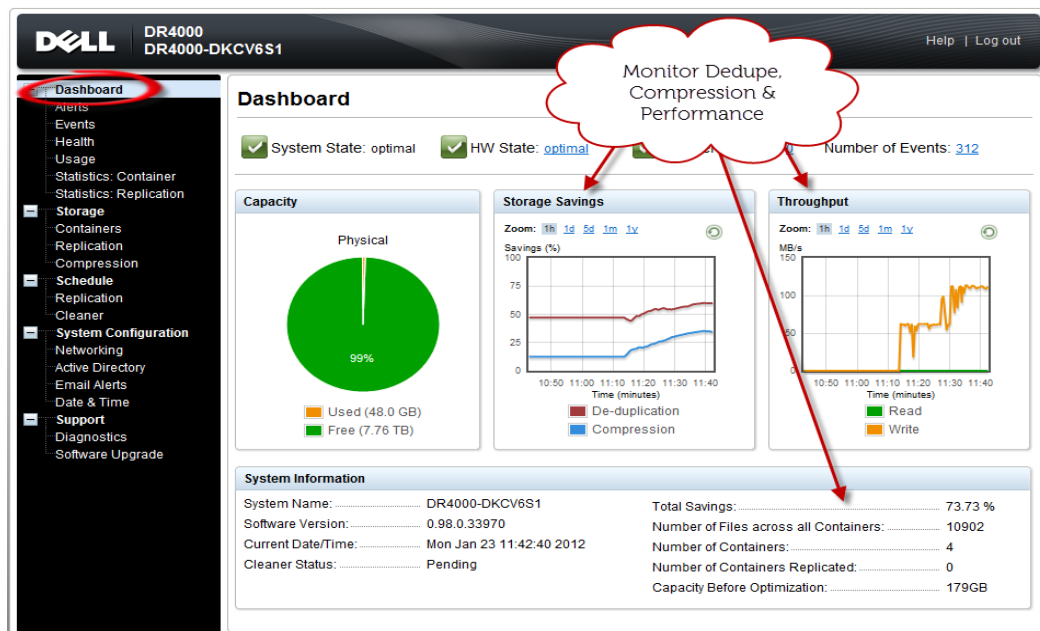 DELL
DR4000
DR4000-DKCV6S1
Help | Log out
Monitor Dedupe,
Compression &
Performance
Dashboard
Alerts
Events
Health
Usage
Statistics: Container
Statistics: Replication
Storage
Containers
Replication
Compression
Schedule
Replication
Cleaner
System Configuration
Networking
Active Directory
Email Alerts
Date & Time
Support
Diagnostics
Software Upgrade
Dashboard
System State: optimal
HW State: optimal
Number of Events: 312
Capacity
Physical
99%
Used (48.0 GB)
Free (7.76 TB)
Storage Savings
Zoom: 1h 1d 5d 1m 1y
Savings (%)
100
75
50
25
0
10:50 11:00 11:10 11:20 11:30 11:40
Time (minutes)
De-duplication
Compression
Throughput
Zoom: 1h 1d 5d 1m 1y
MB/s
150
100
50
0
10:50 11:00 11:10 11:20 11:30 11:40
Time (minutes)
Read
Write
System Information
System Name: DR4000-DKCV6S1
Software Version: 0.98.0.33970
Current Date/Time: Mon Jan 23 11:42:40 2012
Cleaner Status: Pending
Total Savings: 73.73 %
Number of Files across all Containers: 10902
Number of Containers: 4
Number of Containers Replicated: 0
Capacity Before Optimization: 179GB